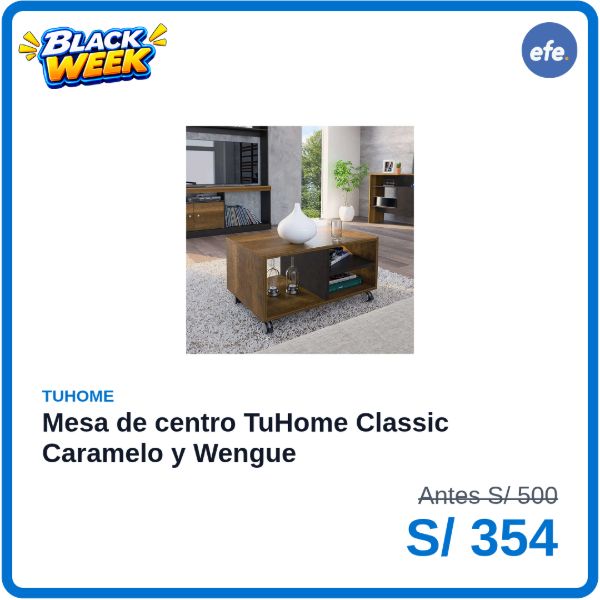 BLACK
WEEK
efe.
TUHOME
Mesa de centro TuHome Classic
Caramelo y Wengue
Antes S/ 500
S/ 354